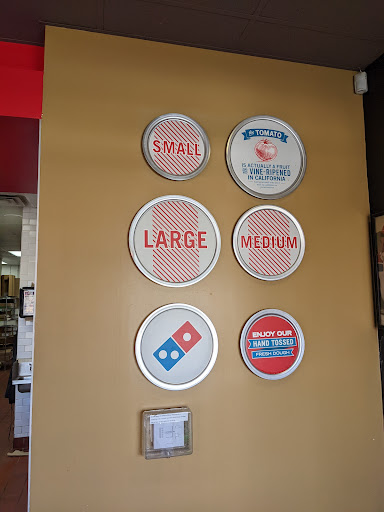 SMALL
the TOMATO
IS ACTUALLY A FRUIT
VINE-RIPENED
IN CALIFORNIA
LARGE
MEDIUM
ENJOY OUR
HAND TOSSED
FRESH DOUGH